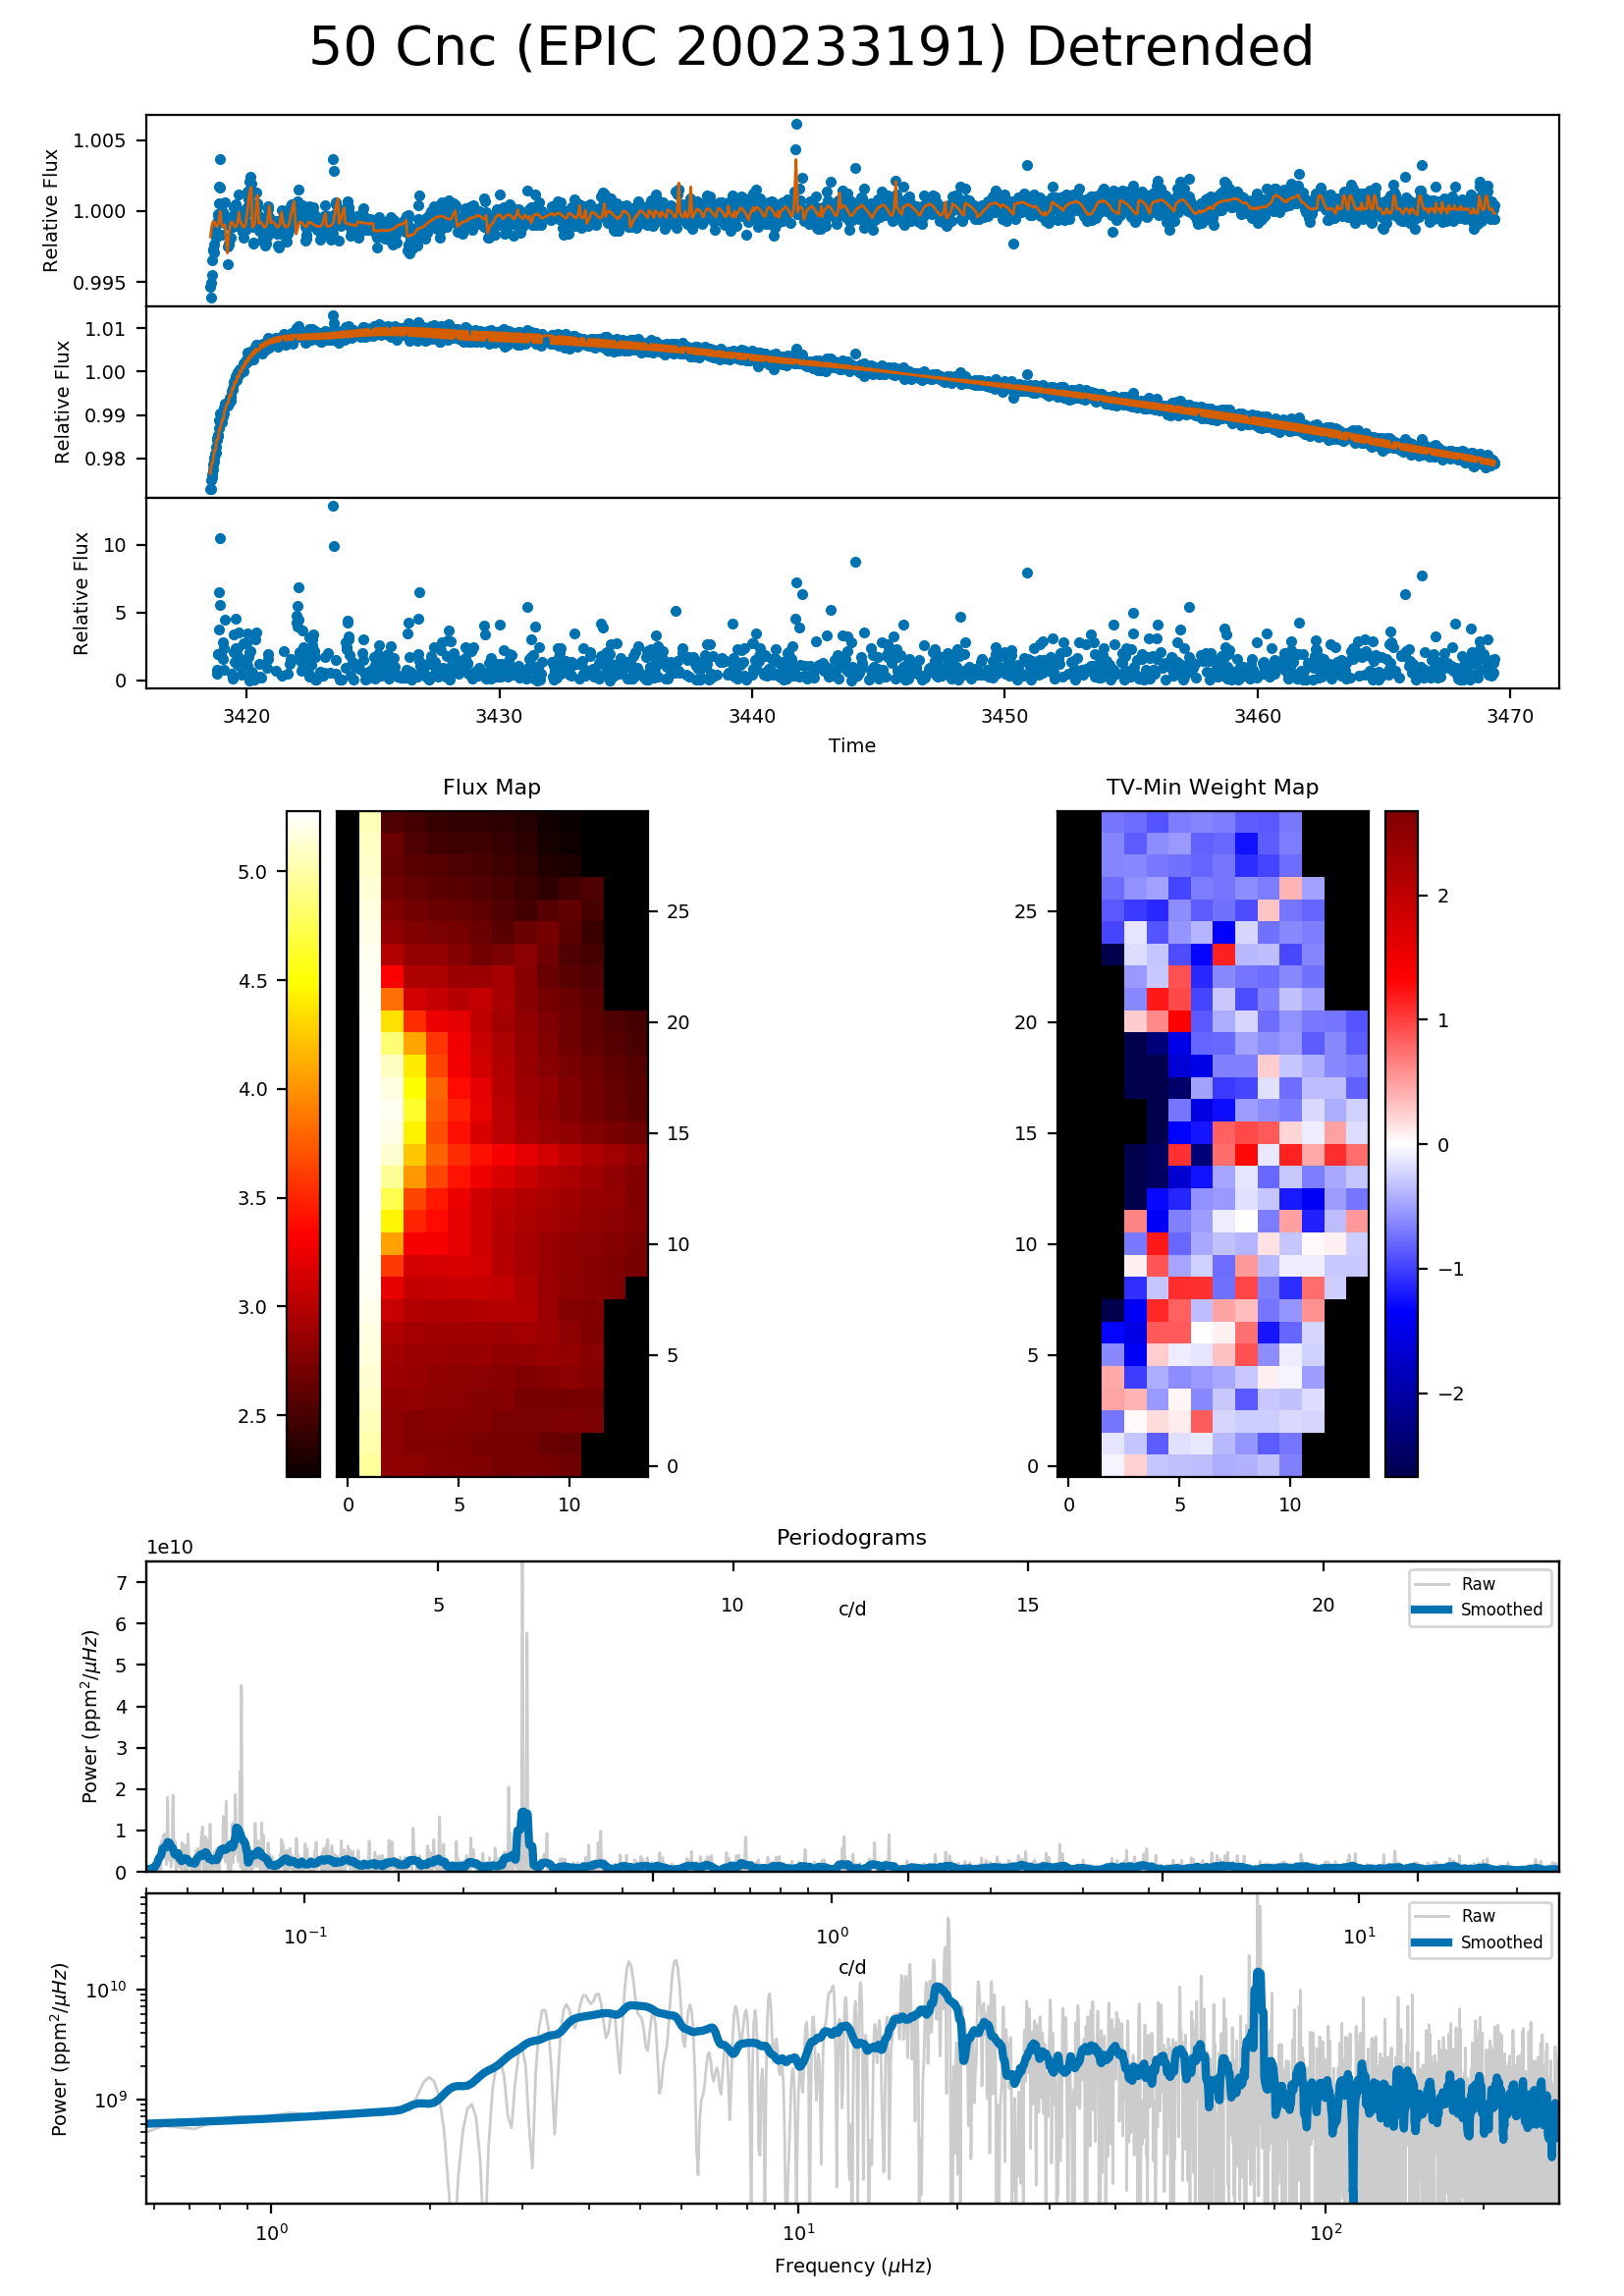 50 Cnc (EPIC 200233191) Detrended
1.005
1.000
0.995
Relative Flux
1.01
1.00
0.99
0.98
Relative Flux
10
5
0
Relative Flux
3420 3430 3440 3450 3460 3470
Time
Flux Map
5.0
4.5
4.0
3.5
3.0
2.5
25
20
15
10
5
0
0 5 10
TV-Min Weight Map
25
20
15
10
5
0
0 5 10
2
1
0
−1
−2
Periodograms
1e10
7
6
5
4
3
2
1
0
Power (ppm²/μHz)
5 10 15 20
c/d
Raw
Smoothed
10⁻¹ 10⁰ 10¹
c/d
Raw
Smoothed
10¹⁰
10⁹
Power (ppm²/μHz)
10⁰ 10¹ 10²
Frequency (μHz)